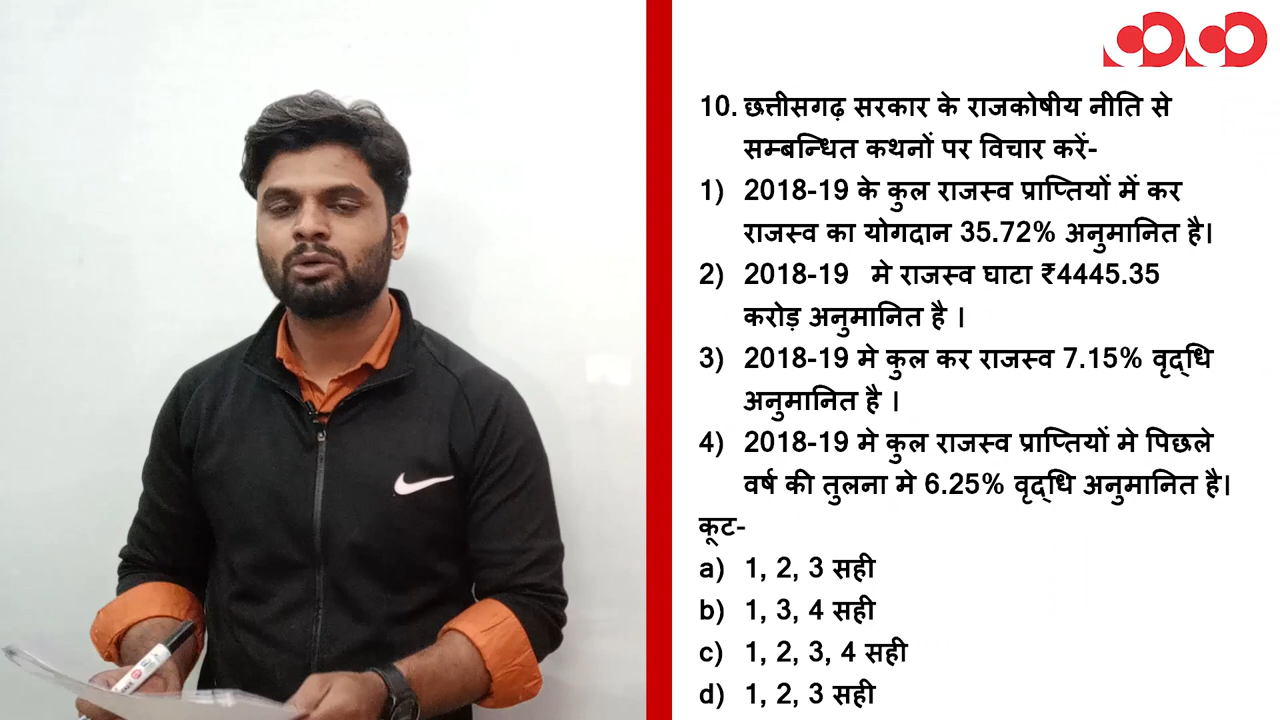 10. छत्तीसगढ़ सरकार के राजकोषीय नीति से
सम्बन्धित कथनों पर विचार करें-
1) 2018-19 के कुल राजस्व प्राप्तियों में कर
राजस्व का योगदान 35.72% अनुमानित है।
2) 2018-19 मे राजस्व घाटा ₹4445.35
करोड़ अनुमानित है ।
3) 2018-19 मे कुल कर राजस्व 7.15% वृद्धि
अनुमानित है ।
4) 2018-19 मे कुल राजस्व प्राप्तियों मे पिछले
वर्ष की तुलना मे 6.25% वृद्धि अनुमानित है।
कूट-
a) 1, 2, 3 सही
b) 1, 3, 4 सही
c) 1, 2, 3, 4 सही
d) 1, 2, 3 सही